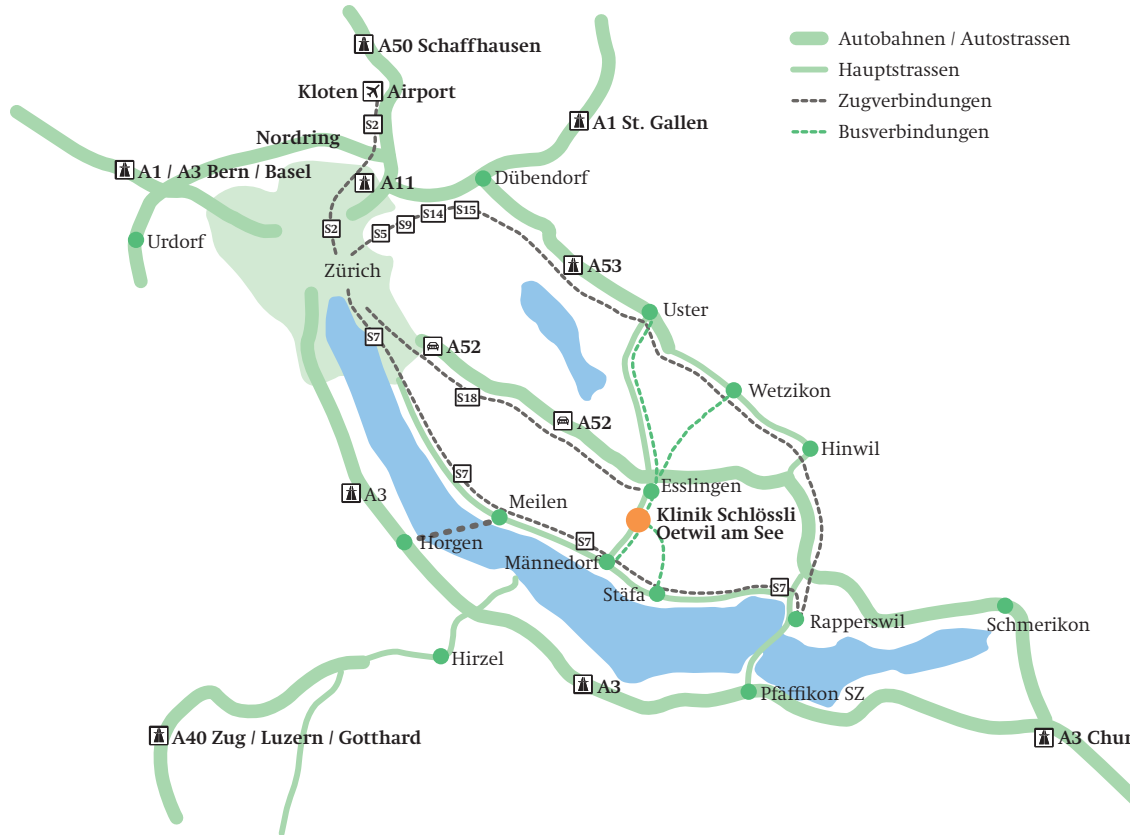 A50 Schaffhausen
Autobahnen / Autostrassen
Hauptstrassen
Zugverbindungen
Busverbindungen
Kloten Airport
S2
A1 St. Gallen
Nordring
A1 / A3 Bern / Basel
A11
Dübendorf
S15
S14
S9
S5
S2
Urdorf
Zürich
A53
Uster
S7
A52
S18
Wetzikon
A52
Hinwil
S7
A3
Esslingen
Meilen
Klinik Schlössli
Oetwil am See
Horgen
S7
Männedorf
Stäfa
S7
Rapperswil
Schmerikon
Hirzel
A3
Pfäffikon SZ
A40 Zug / Luzern / Gotthard
A3 Chur